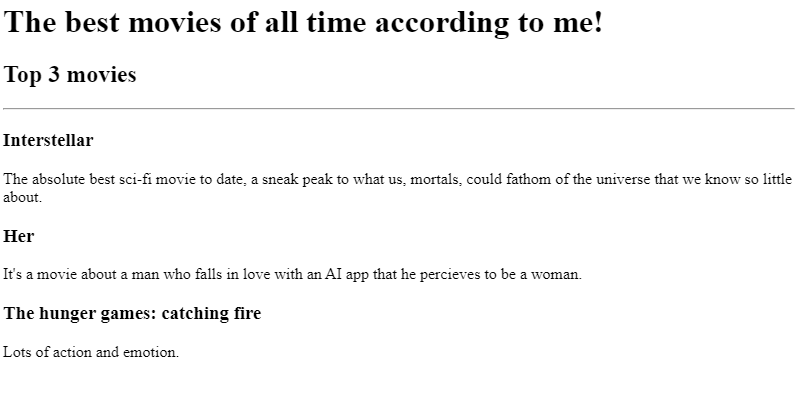 The best movies of all time according to me!
Top 3 movies
Interstellar
The absolute best sci-fi movie to date, a sneak peak to what us, mortals, could fathom of the universe that we know so little
about.
Her
It's a movie about a man who falls in love with an AI app that he percieves to be a woman.
The hunger games: catching fire
Lots of action and emotion.